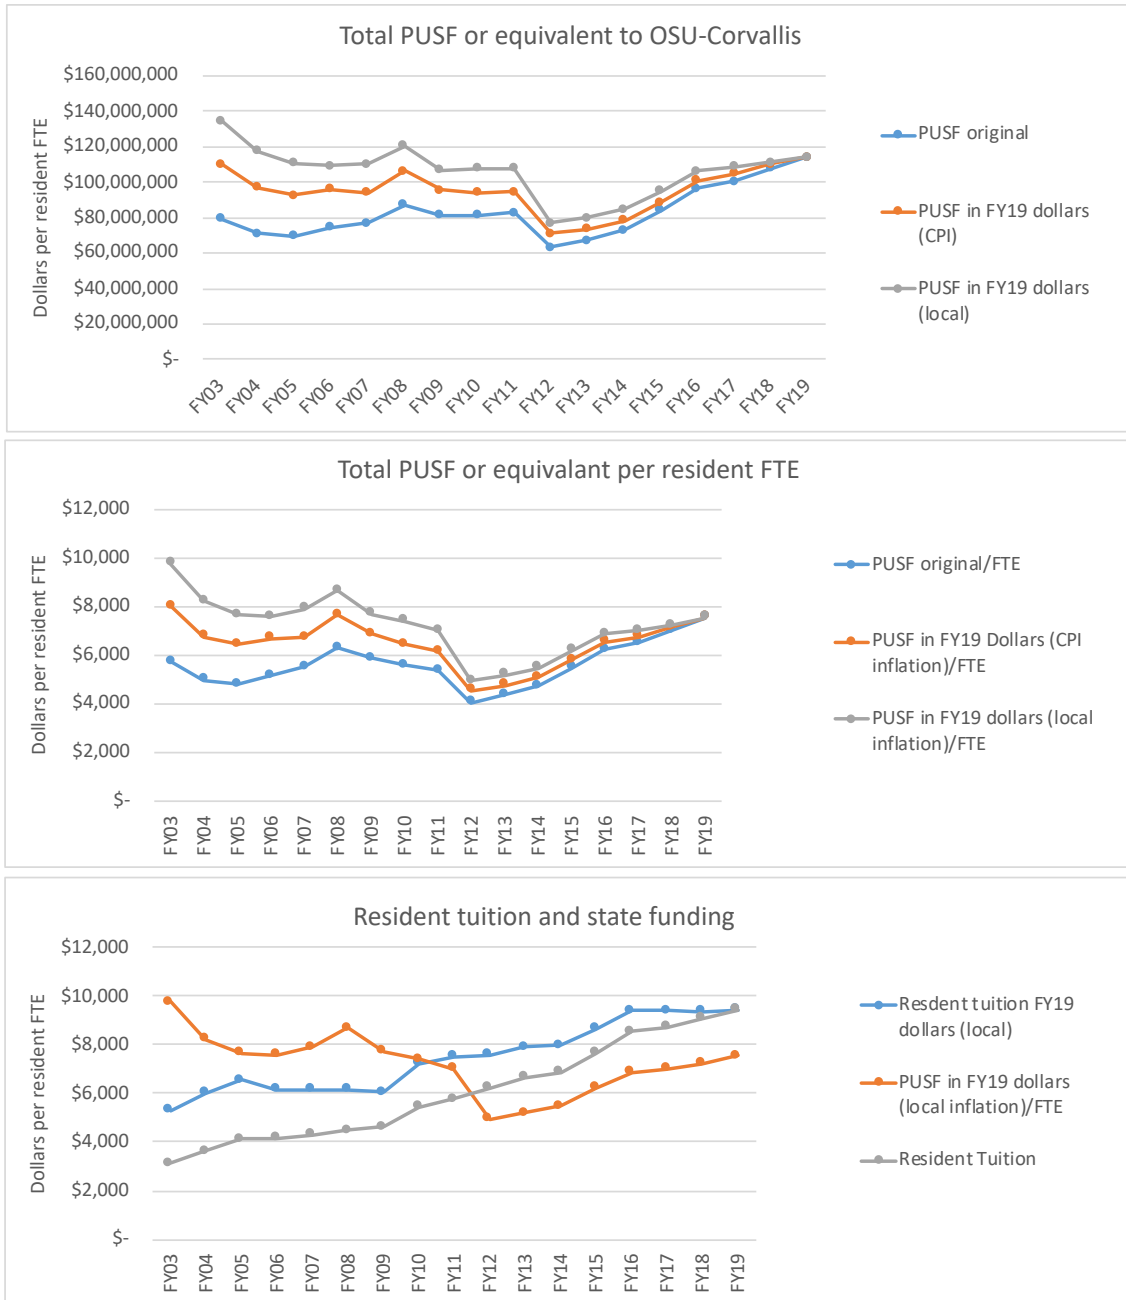 Total PUSF or equivalent to OSU-Corvallis
Dollars per resident FTE
$160,000,000
$140,000,000
$120,000,000
$100,000,000
$80,000,000
$60,000,000
$40,000,000
$20,000,000
$-
FY03
FY04
FY05
FY06
FY07
FY08
FY09
FY10
FY11
FY12
FY13
FY14
FY15
FY16
FY17
FY18
FY19
PUSF original
PUSF in FY19 dollars
(CPI)
PUSF in FY19 dollars
(local)
Total PUSF or equivalant per resident FTE
Dollars per resident FTE
$12,000
$10,000
$8,000
$6,000
$4,000
$2,000
$-
FY03
FY04
FY05
FY06
FY07
FY08
FY09
FY10
FY11
FY12
FY13
FY14
FY15
FY16
FY17
FY18
FY19
PUSF original/FTE
PUSF in FY19 Dollars (CPI
inflation)/FTE
PUSF in FY19 dollars (local
inflation)/FTE
Resident tuition and state funding
Dollars per resident FTE
$12,000
$10,000
$8,000
$6,000
$4,000
$2,000
$-
FY03
FY04
FY05
FY06
FY07
FY08
FY09
FY10
FY11
FY12
FY13
FY14
FY15
FY16
FY17
FY18
FY19
Resdent tuition FY19
dollars (local)
PUSF in FY19 dollars
(local inflation)/FTE
Resident Tuition